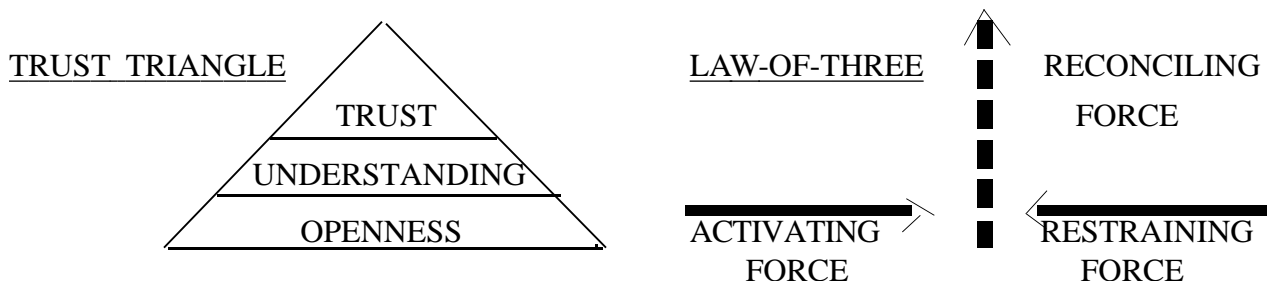 TRUST TRIANGLE
TRUST
UNDERSTANDING
OPENNESS
LAW-OF-THREE
RECONCILING
FORCE
ACTIVATING
FORCE
RESTRAINING
FORCE